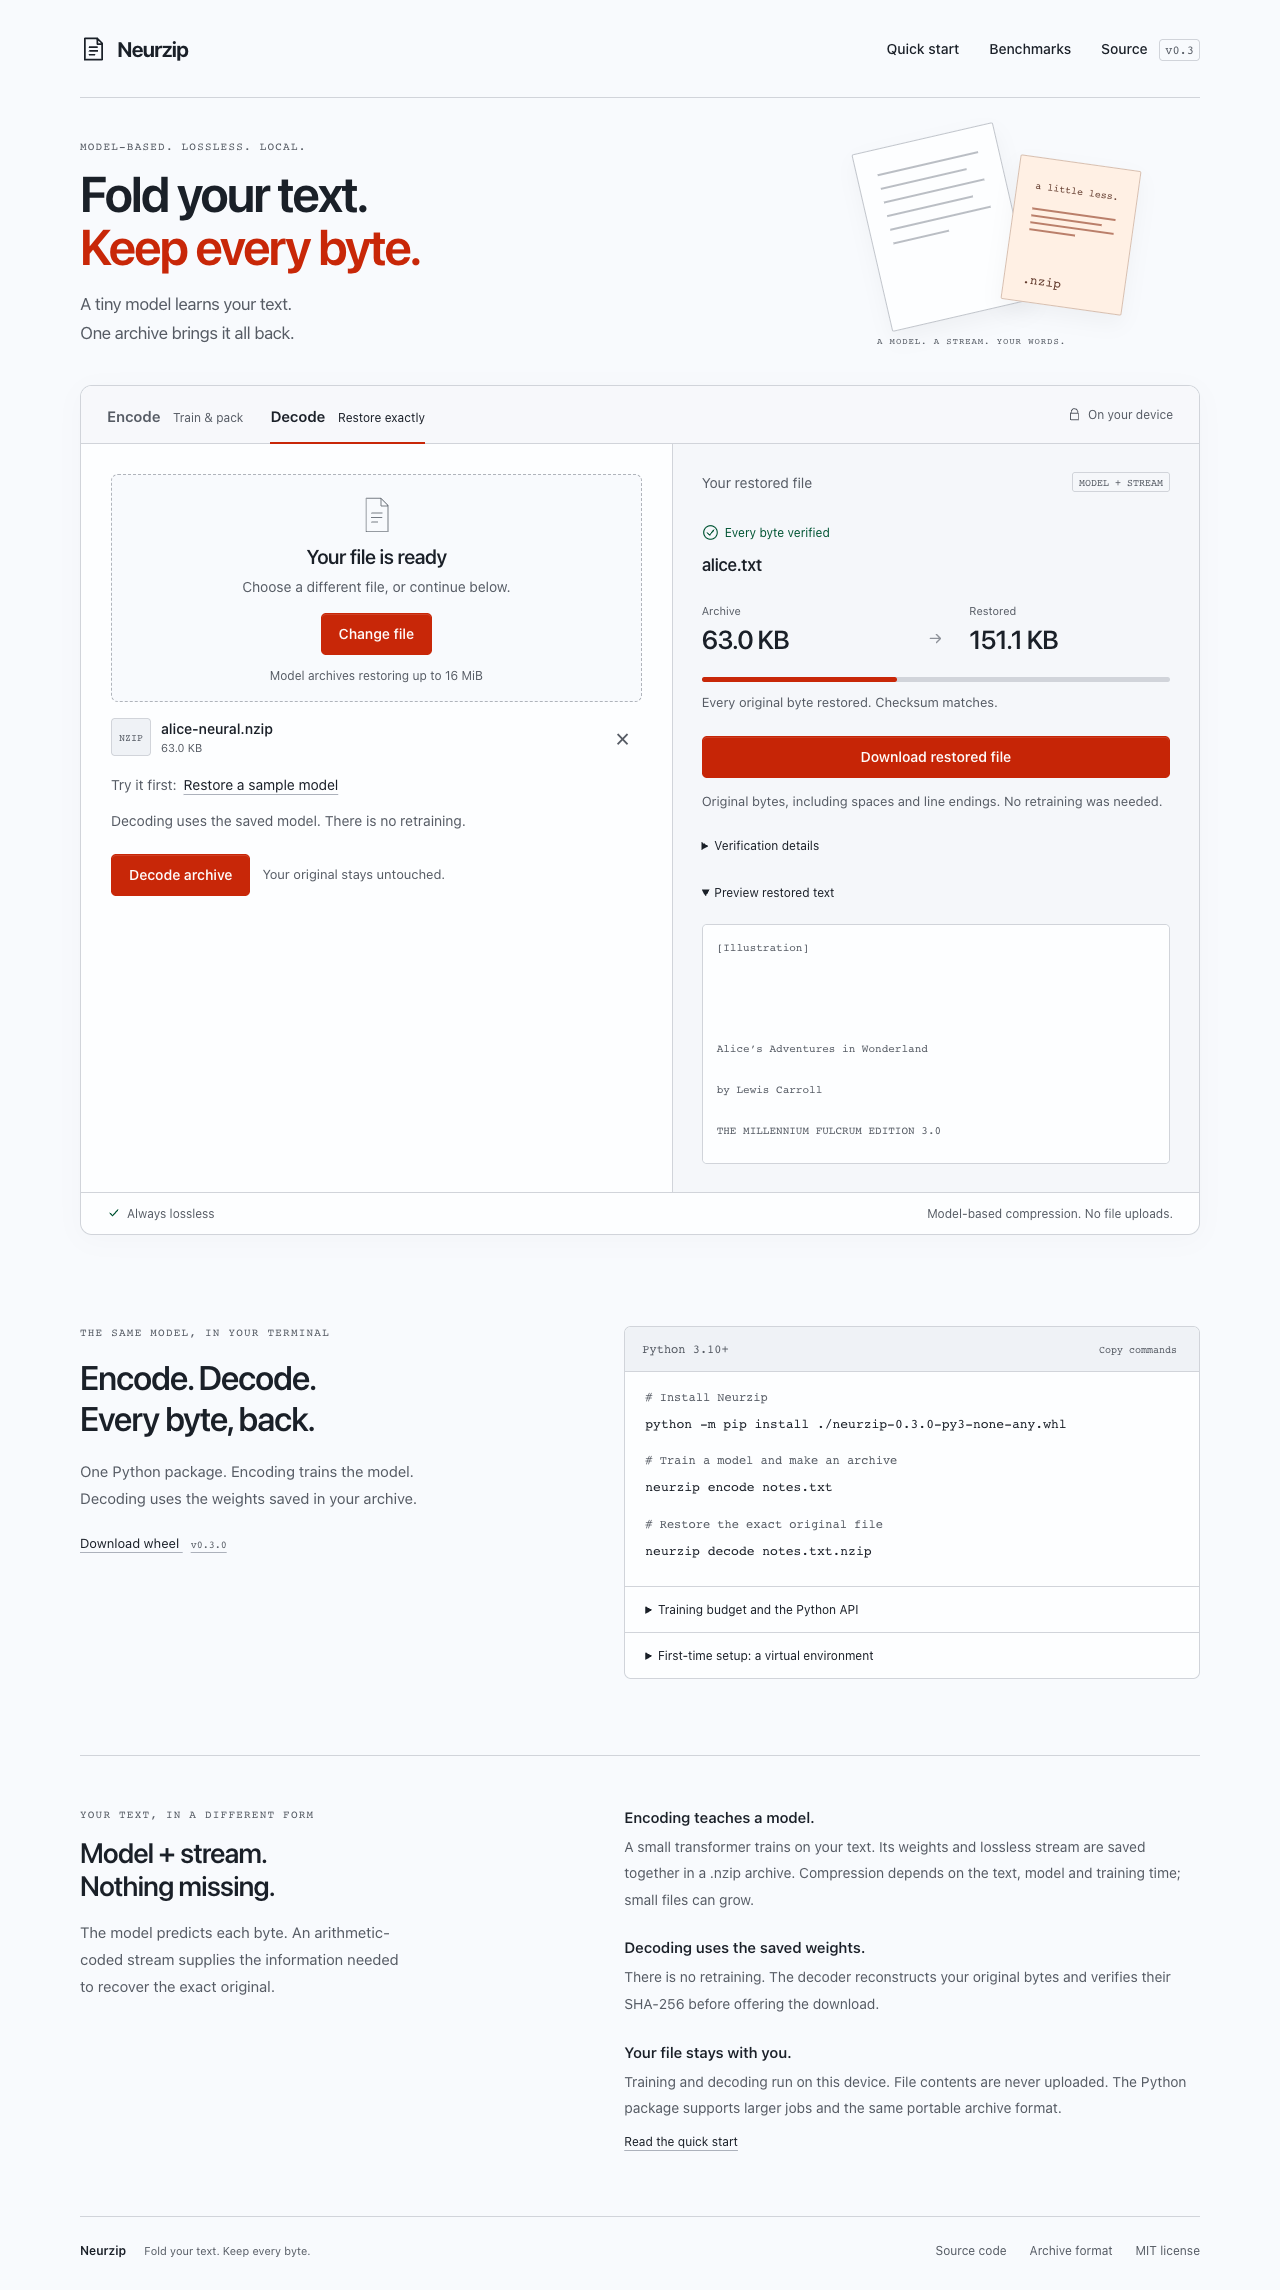 Neurzip
Quick start
Benchmarks
Source v0.3
MODEL-BASED. LOSSLESS. LOCAL.
Fold your text.
Keep every byte.
A tiny model learns your text.
One archive brings it all back.
a little less.
.nzip
A MODEL. A STREAM. YOUR WORDS.
Encode Train & pack
Decode Restore exactly
On your device
Your file is ready
Choose a different file, or continue below.
Change file
Model archives restoring up to 16 MiB
NZIP
alice-neural.nzip
63.0 KB
Try it first: Restore a sample model
Decoding uses the saved model. There is no retraining.
Decode archive
Your original stays untouched.
Your restored file
MODEL + STREAM
Every byte verified
alice.txt
Archive
63.0 KB
→
Restored
151.1 KB
Every original byte restored. Checksum matches.
Download restored file
Original bytes, including spaces and line endings. No retraining was needed.
Verification details
Preview restored text
[Illustration]
Alice’s Adventures in Wonderland
by Lewis Carroll
THE MILLENNIUM FULCRUM EDITION 3.0
Always lossless
Model-based compression. No file uploads.
THE SAME MODEL, IN YOUR TERMINAL
Encode. Decode.
Every byte, back.
One Python package. Encoding trains the model.
Decoding uses the weights saved in your archive.
Download wheel v0.3.0
Python 3.10+
Copy commands
# Install Neurzip
python -m pip install ./neurzip-0.3.0-py3-none-any.whl
# Train a model and make an archive
neurzip encode notes.txt
# Restore the exact original file
neurzip decode notes.txt.nzip
Training budget and the Python API
First-time setup: a virtual environment
YOUR TEXT, IN A DIFFERENT FORM
Model + stream.
Nothing missing.
The model predicts each byte. An arithmetic-
coded stream supplies the information needed
to recover the exact original.
Encoding teaches a model.
A small transformer trains on your text. Its weights and lossless stream are saved
together in a .nzip archive. Compression depends on the text, model and training time;
small files can grow.
Decoding uses the saved weights.
There is no retraining. The decoder reconstructs your original bytes and verifies their
SHA-256 before offering the download.
Your file stays with you.
Training and decoding run on this device. File contents are never uploaded. The Python
package supports larger jobs and the same portable archive format.
Read the quick start
Neurzip
Fold your text. Keep every byte.
Source code
Archive format
MIT license